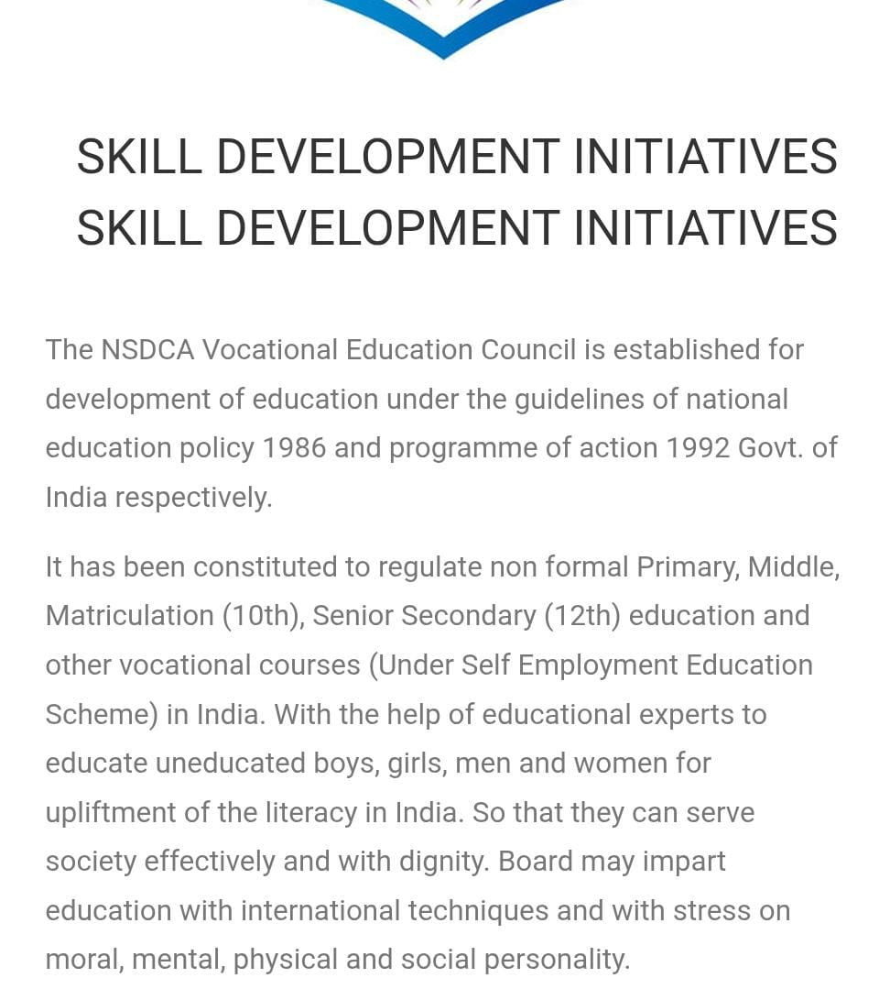 SKILL DEVELOPMENT INITIATIVES
SKILL DEVELOPMENT INITIATIVES
The NSDCA Vocational Education Council is established for
development of education under the guidelines of national
education policy 1986 and programme of action 1992 Govt. of
India respectively.
It has been constituted to regulate non formal Primary, Middle,
Matriculation (10th), Senior Secondary (12th) education and
other vocational courses (Under Self Employment Education
Scheme) in India. With the help of educational experts to
educate uneducated boys, girls, men and women for
upliftment of the literacy in India. So that they can serve
society effectively and with dignity. Board may impart
education with international techniques and with stress on
moral, mental, physical and social personality.